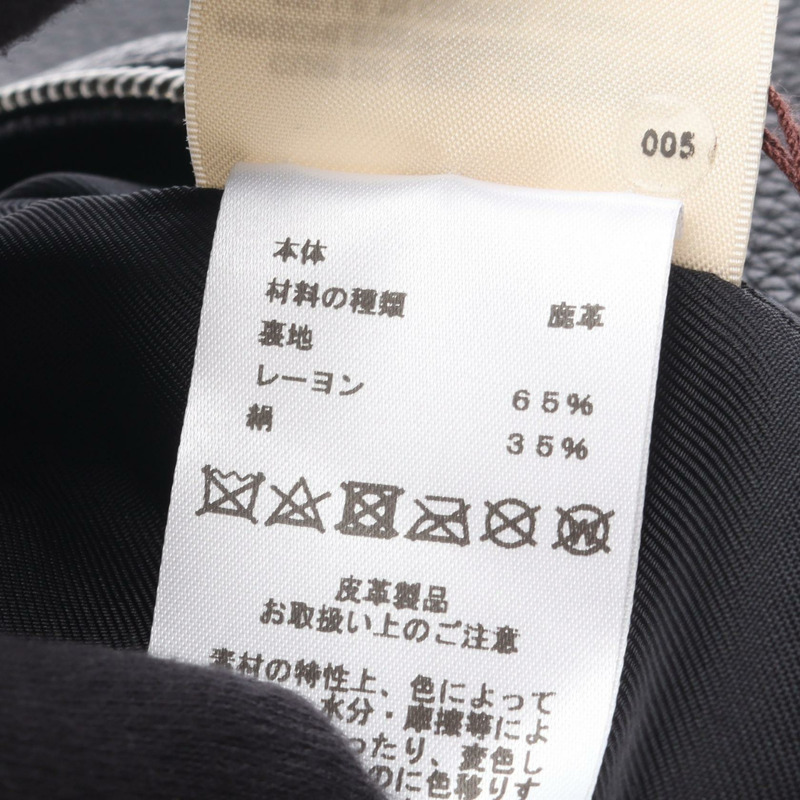 005
本体
材料の種類 鹿革
裏地
レーヨン 65%
絹 35%
皮革製品
お取扱い上のご注意
素材の特性上、色によって
水分・摩擦等によ
ったり、変色し
のに色移りす